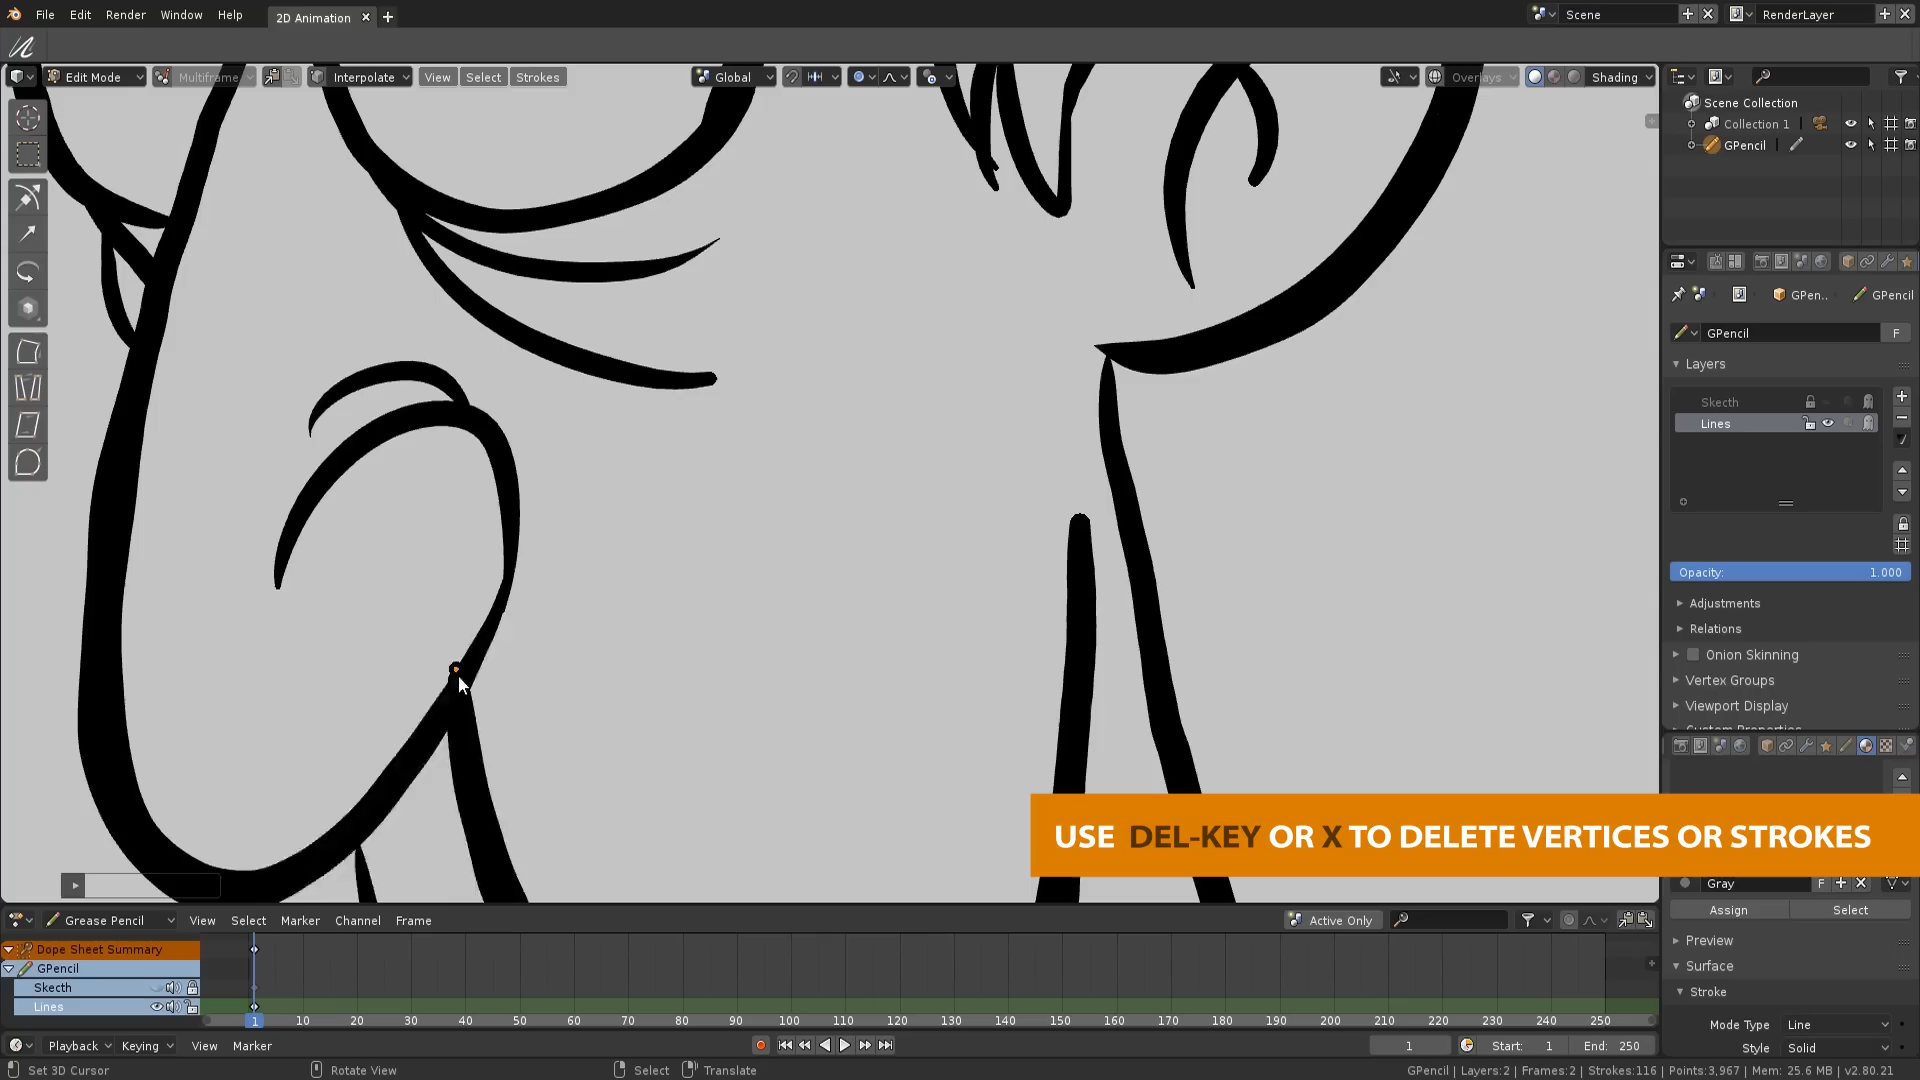 File Edit Render Window Help 2D Animation Scene RenderLayer
Edit Mode Multiframe Interpolate View Select Strokes Global Overlays Shading
Scene Collection
Collection 1
GPencil
GPen.. GPencil
GPencil F
Layers
Skecth
Lines
Opacity: 1.000
Adjustments
Relations
Onion Skinning
Vertex Groups
Viewport Display
Custom Properties
USE DEL-KEY OR X TO DELETE VERTICES OR STROKES
Gray F
Assign Select
Preview
Surface
Stroke
Mode Type Line
Style Solid
Grease Pencil View Select Marker Channel Frame Active Only
Dope Sheet Summary
GPencil
Skecth
Lines
1 10 20 30 40 50 60 70 80 90 100 110 120 130 140 150 160 170 180 190 200 210 220 230 240 250
Playback Keying View Marker 1 Start: 1 End: 250
Set 3D Cursor Rotate View Select Translate GPencil | Layers:2 | Frames:2 | Strokes:116 | Points:3,967 | Mem: 25.6 MB | v2.80.21